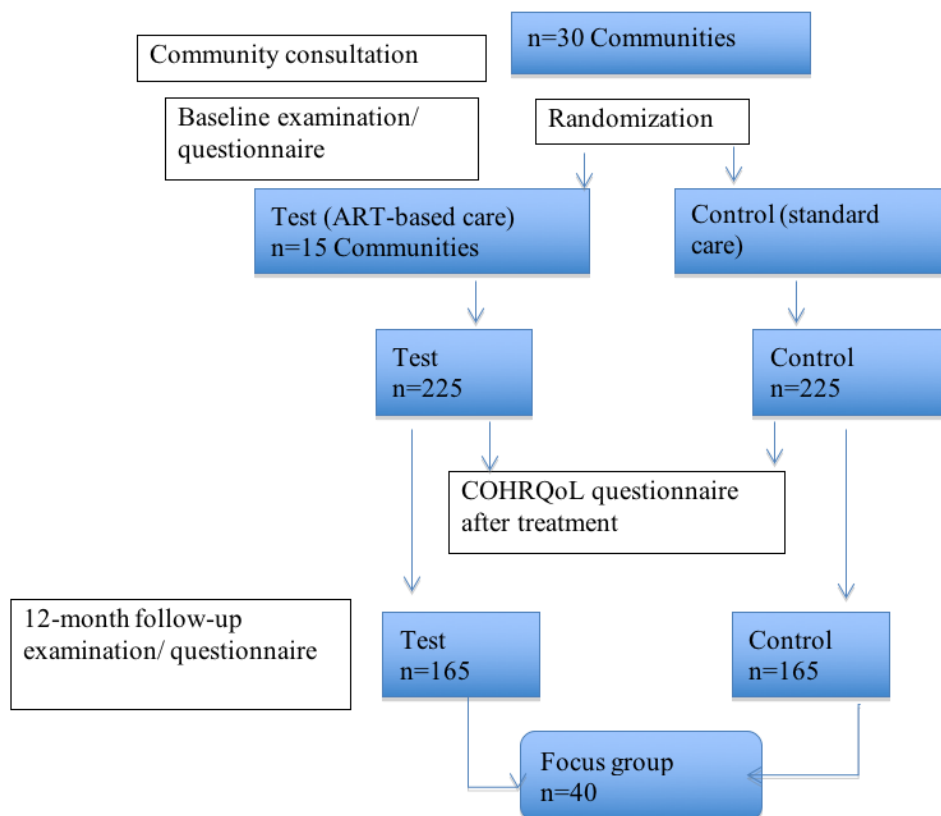 n=30 Communities
Community consultation
Baseline examination/
questionnaire
Randomization
Test (ART-based care)
n=15 Communities
Control (standard
care)
Test
n=225
Control
n=225
COHRQoL questionnaire
after treatment
12-month follow-up
examination/ questionnaire
Test
n=165
Control
n=165
Focus group
n=40